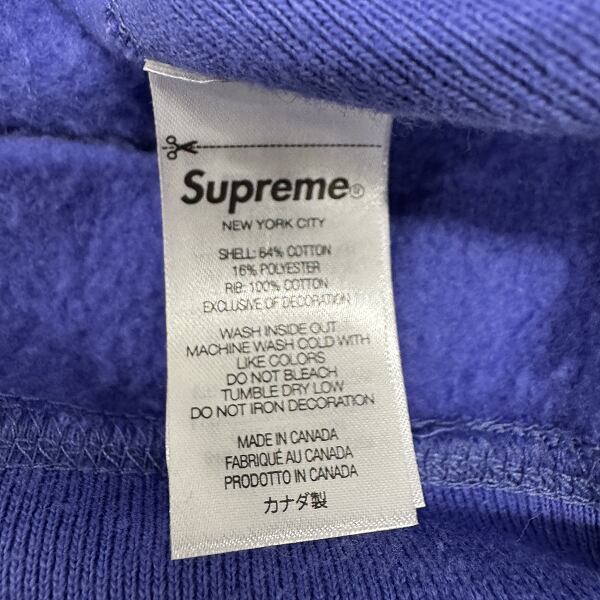 Supreme®
NEW YORK CITY
SHELL: 64% COTTON
16% POLYESTER
RIB: 100% COTTON
EXCLUSIVE OF DECORATION
WASH INSIDE OUT
MACHINE WASH COLD WITH
LIKE COLORS
DO NOT BLEACH
TUMBLE DRY LOW
DO NOT IRON DECORATION
MADE IN CANADA
FABRIQUÉ AU CANADA
PRODOTTO IN CANADA
カナダ製